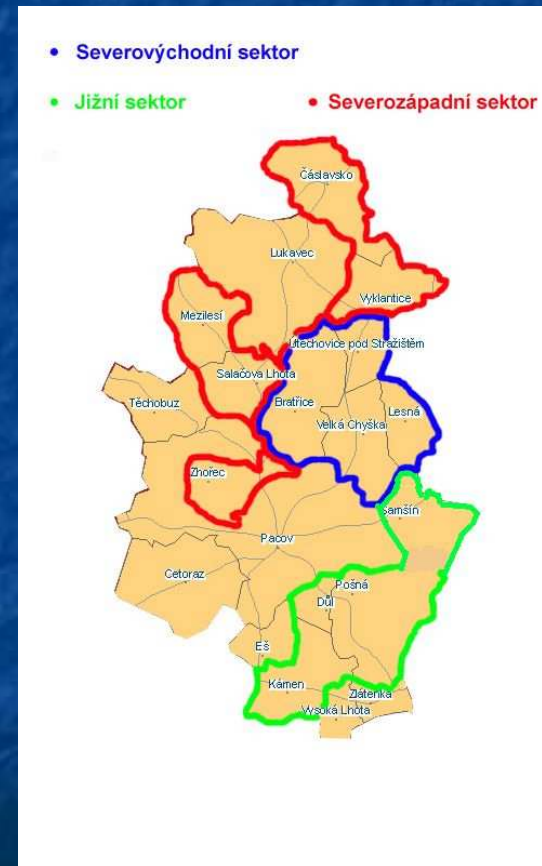 • Severovýchodní sektor
• Jižní sektor • Severozápadní sektor
Čáslavsko
Lukavec
Vyklantice
Mezilesí
Útěchovice pod Stražištěm
Salačova Lhota
Těchobuz
Bratřice
Lesná
Velká Chyška
Zhořec
Samšín
Pacov
Cetoraz
Pošná
Důl
Eš
Kámen
Zlátenka
Vysoká Lhota